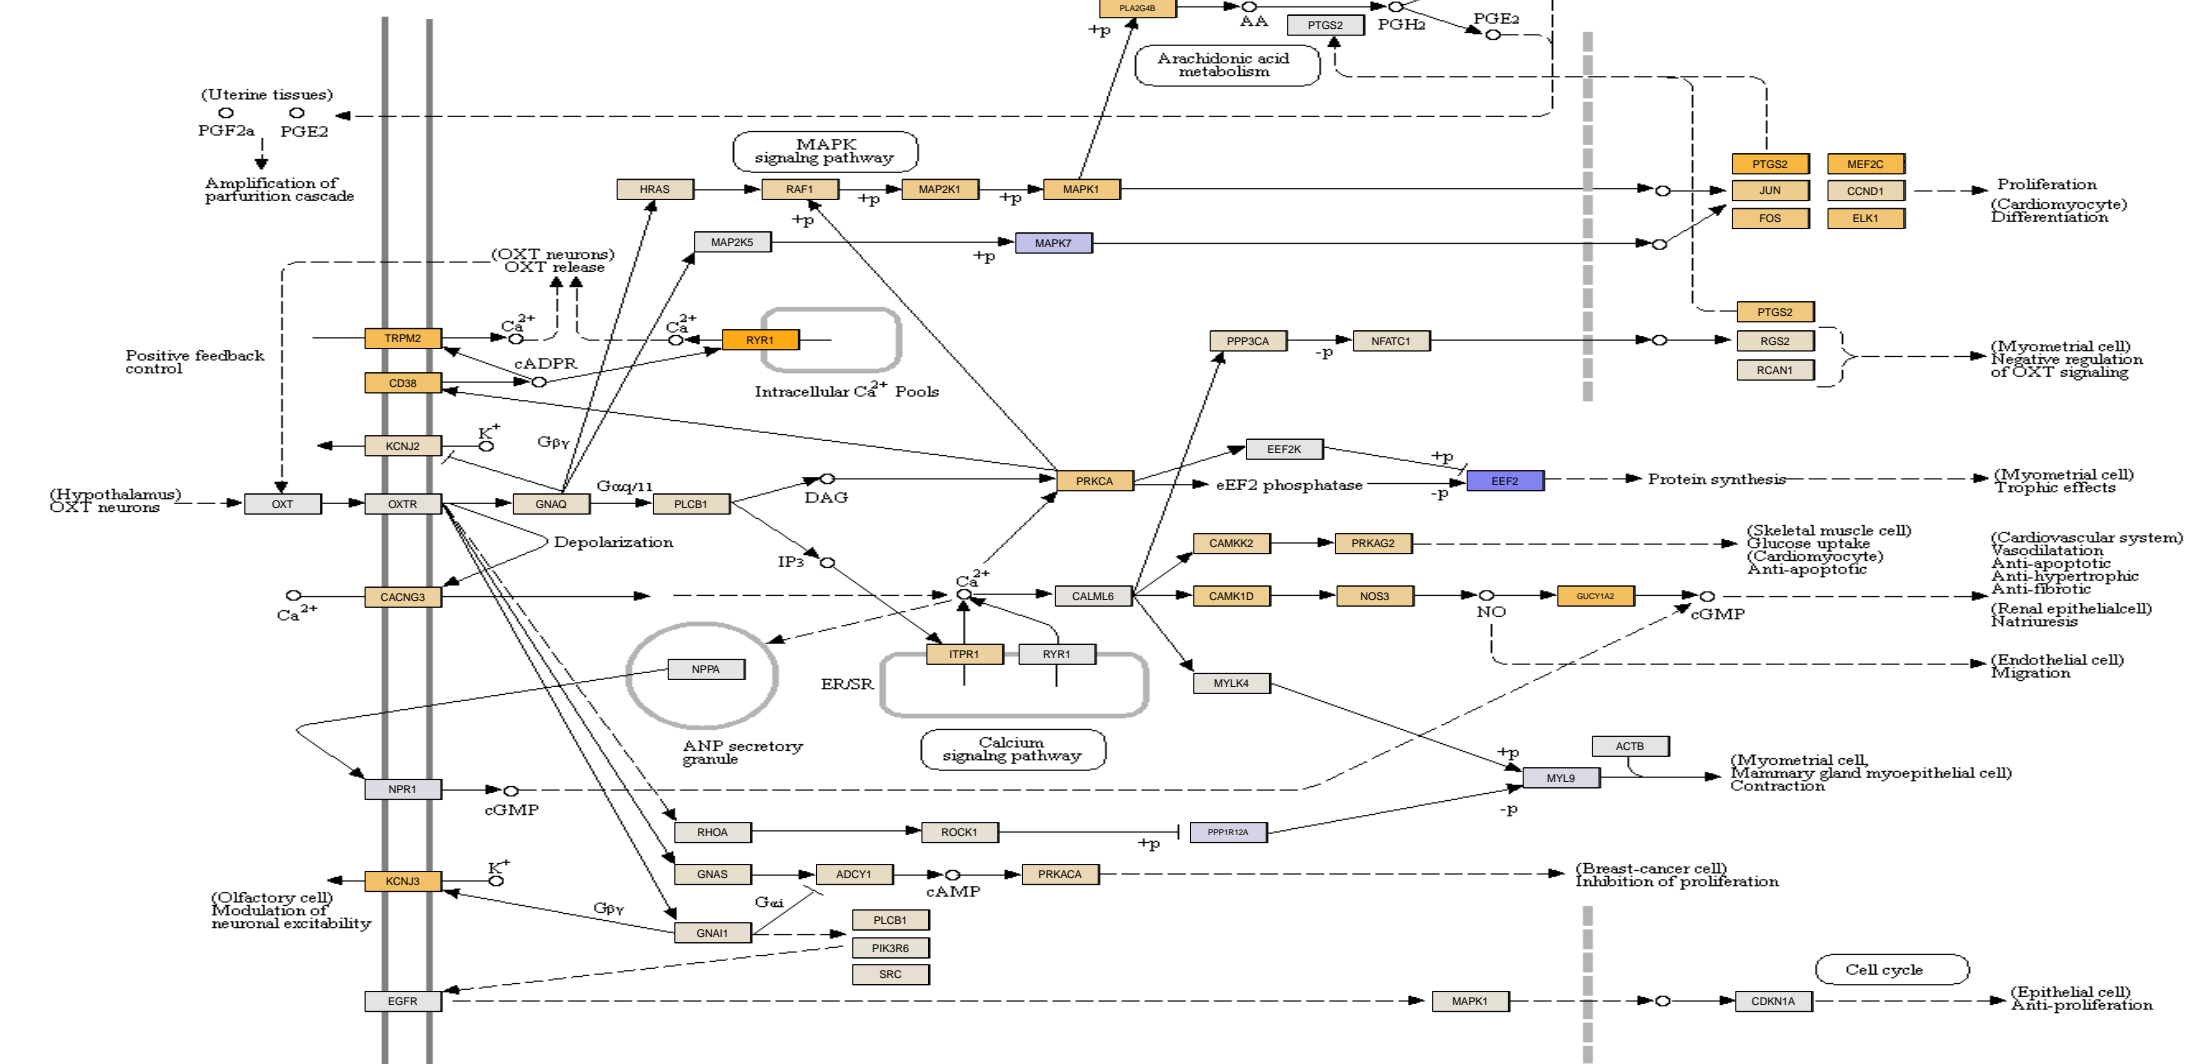 PLA2G4B
+p
AA
PTGS2
PGH2
PGE2
Arachidonic acid
metabolism
(Uterine tissues)
PGF2a
PGE2
Amplification of
parturition cascade
MAPK
signalng pathway
HRAS
RAF1
+p
MAP2K1
+p
MAPK1
+p
MAP2K5
+p
MAPK7
PTGS2
MEF2C
JUN
CCND1
FOS
ELK1
Proliferation
(Cardiomyocyte)
Differentiation
(OXT neurons)
OXT release
Positive feedback
control
TRPM2
Ca2+
Ca2+
RYR1
cADPR
CD38
Intracellular Ca2+ Pools
PPP3CA
-p
NFATC1
PTGS2
RGS2
RCAN1
(Myometrial cell)
Negative regulation
of OXT signaling
KCNJ2
K+
Gβγ
(Hypothalamus)
OXT neurons
OXT
OXTR
GNAQ
Gαq/11
PLCB1
DAG
IP3
PRKCA
EEF2K
+p
eEF2 phosphatase
-p
EEF2
Protein synthesis
(Myometrial cell)
Trophic effects
Depolarization
CACNG3
Ca2+
Ca2+
CALML6
CAMKK2
PRKAG2
(Skeletal muscle cell)
Glucose uptake
(Cardiomyocyte)
Anti-apoptotic
CAMK1D
NOS3
NO
GUCY1A2
cGMP
(Cardiovascular system)
Vasodilatation
Anti-apoptotic
Anti-hypertrophic
Anti-fibrotic
(Renal epithelialcell)
Natriuresis
(Endothelial cell)
Migration
NPPA
ANP secretory
granule
ITPR1
RYR1
ER/SR
Calcium
signalng pathway
MYLK4
+p
MYL9
-p
ACTB
(Myometrial cell,
Mammary gland myoepithelial cell)
Contraction
NPR1
cGMP
RHOA
ROCK1
+p
PPP1R12A
KCNJ3
K+
(Olfactory cell)
Modulation of
neuronal excitability
Gβγ
GNAS
ADCY1
cAMP
PRKACA
(Breast-cancer cell)
Inhibition of proliferation
Gαi
GNAI1
PLCB1
PIK3R6
SRC
EGFR
MAPK1
CDKN1A
Cell cycle
(Epithelial cell)
Anti-proliferation